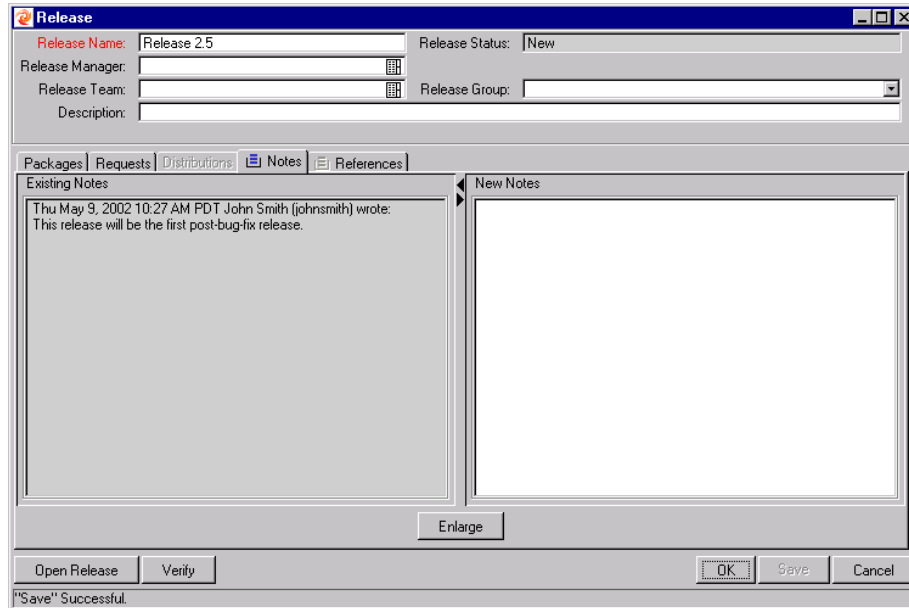 Release
Release Name: Release 2.5 Release Status: New
Release Manager:
Release Team: Release Group:
Description:
Packages Requests Distributions Notes References
Existing Notes New Notes
Thu May 9, 2002 10:27 AM PDT John Smith (johnsmith) wrote:
This release will be the first post-bug-fix release.
Enlarge
Open Release Verify OK Save Cancel
"Save" Successful.